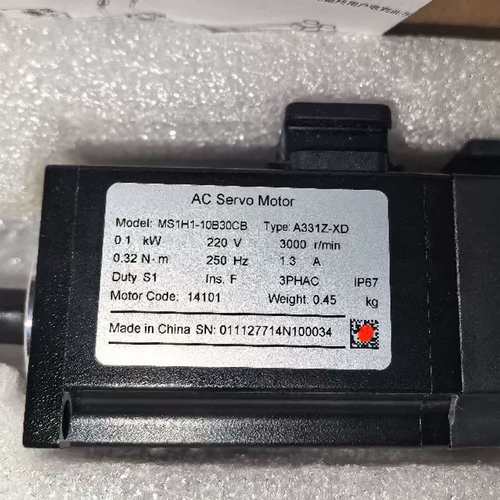 AC Servo Motor
Model: MS1H1-10B30CB Type: A331Z-XD
0.1 kW 220 V 3000 r/min
0.32 N·m 250 Hz 1.3 A
Duty S1 Ins. F 3PHAC IP67
Motor Code: 14101 Weight: 0.45 kg
Made in China SN: 011127714N100034